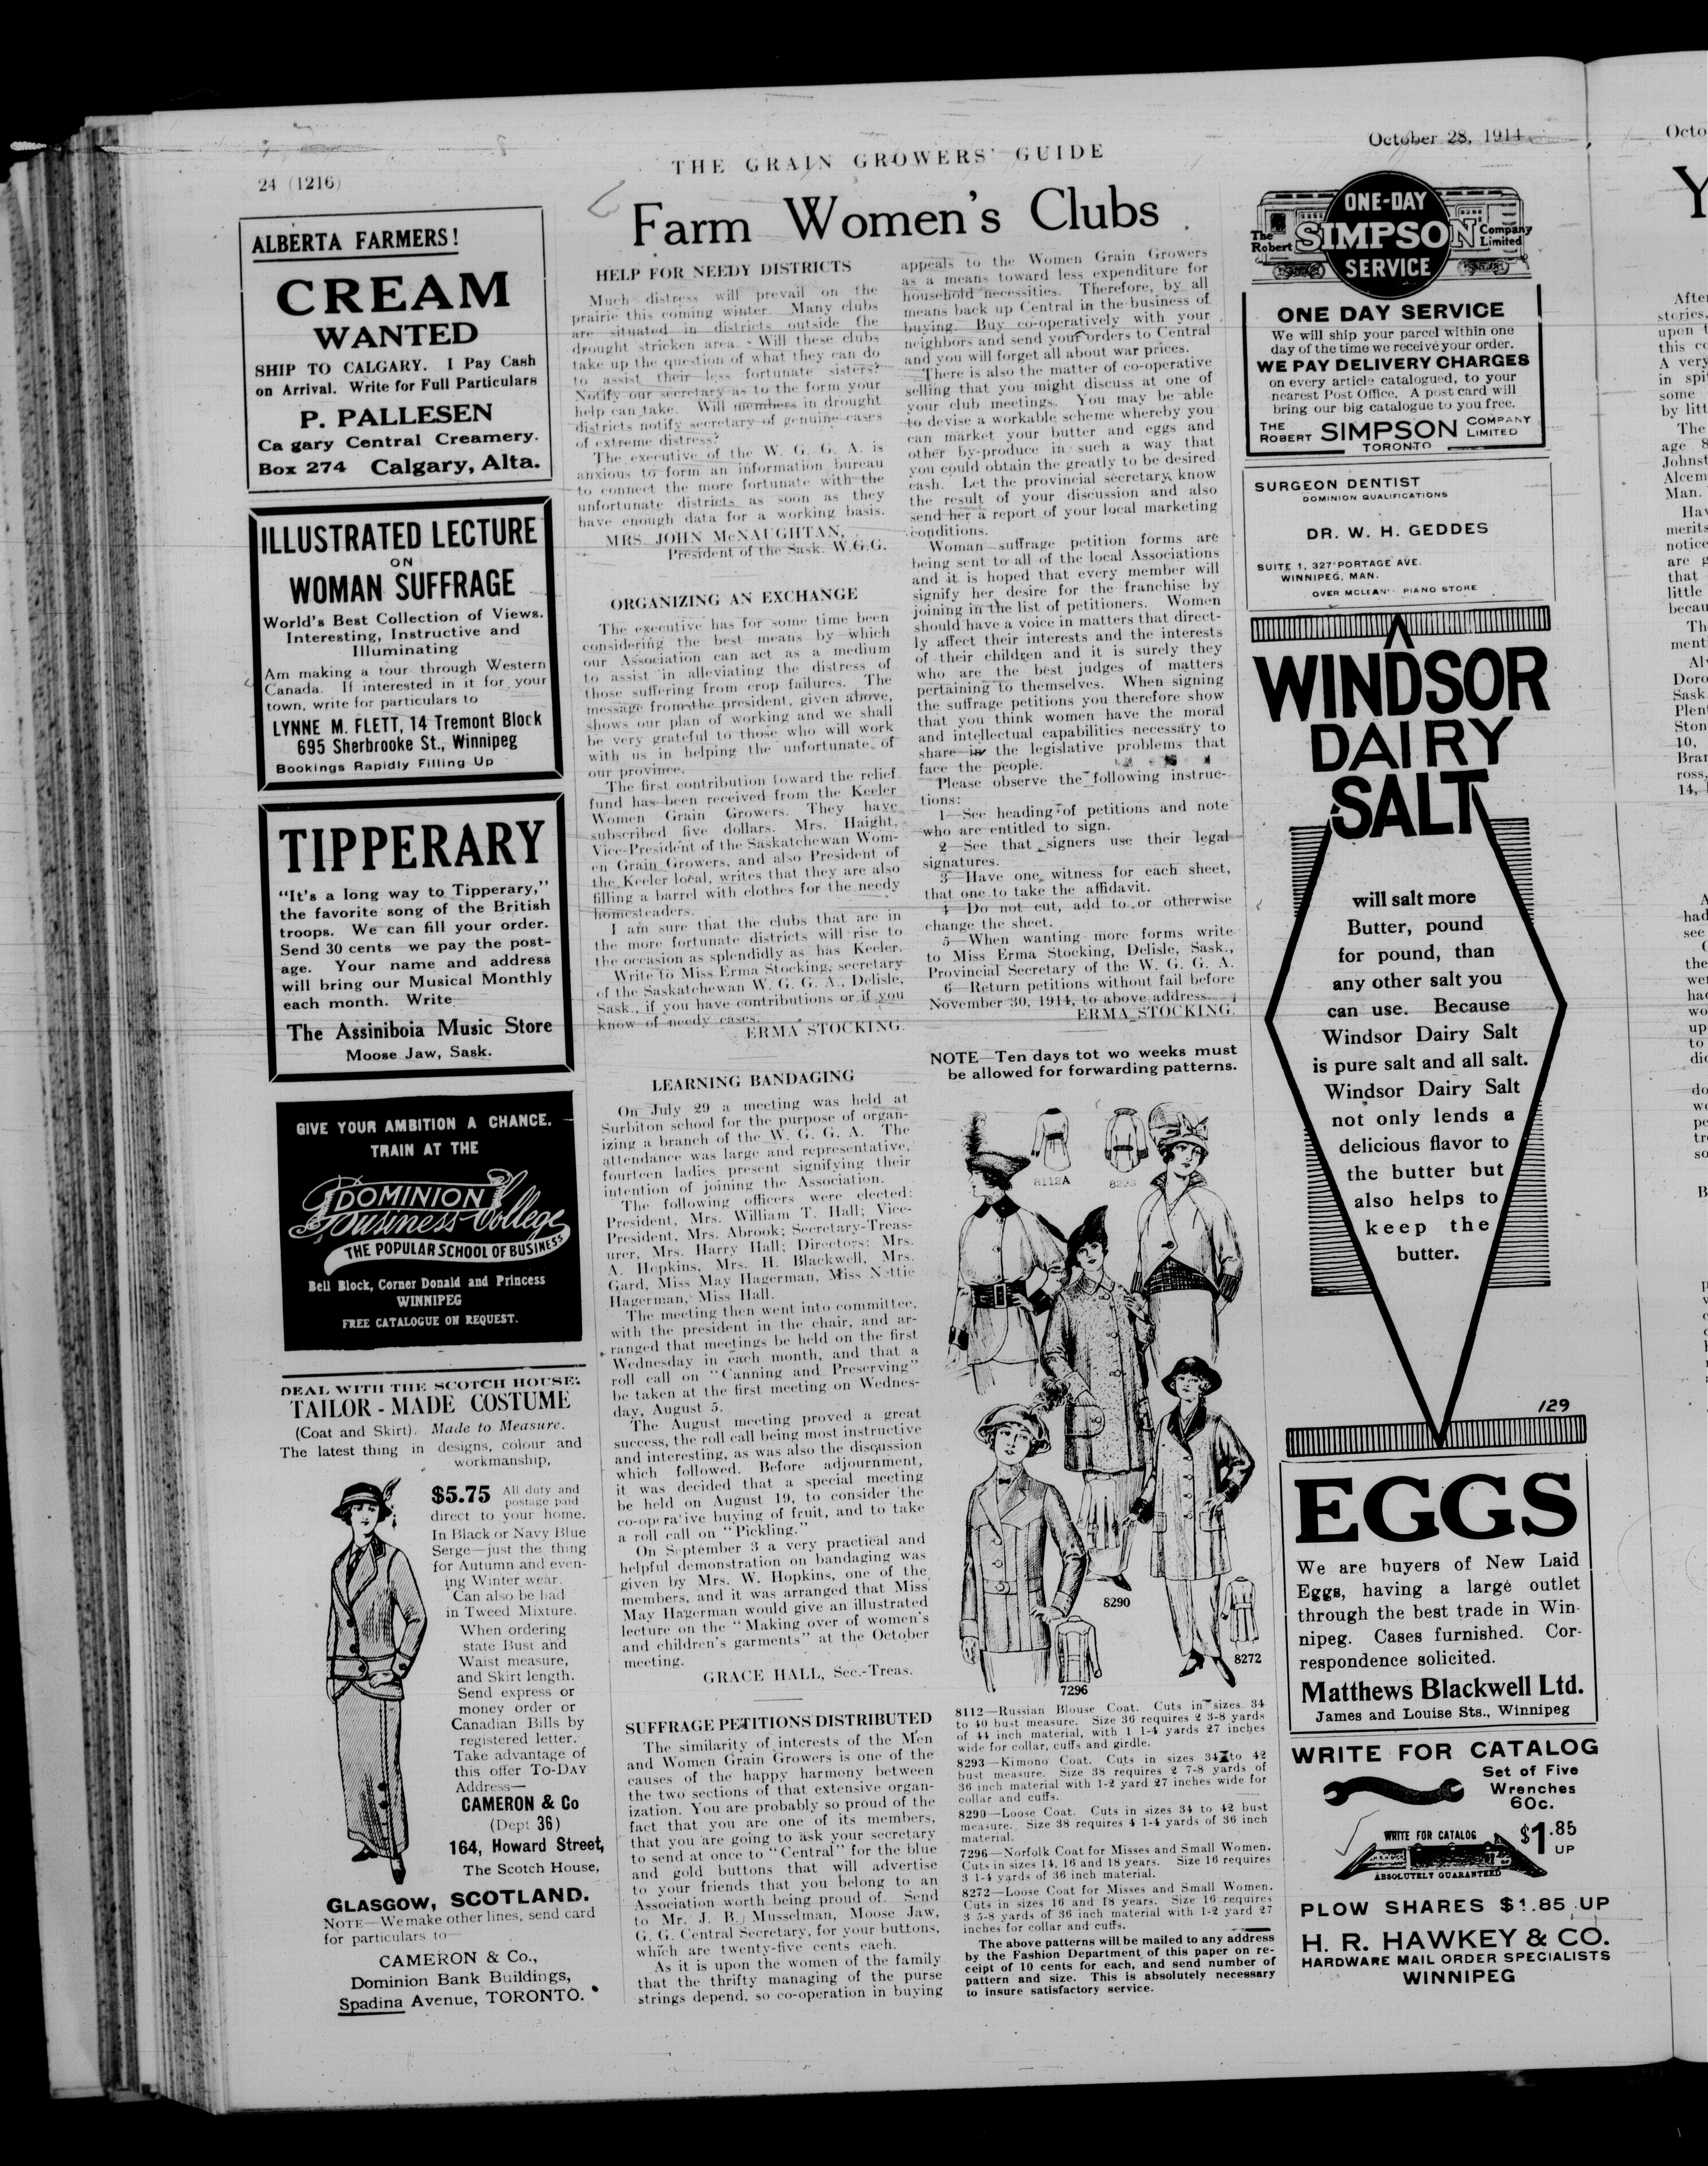 24 (1216)
THE GRAIN GROWERS' GUIDE
October 28, 1914
ALBERTA FARMERS!
CREAM
WANTED
SHIP TO CALGARY. I Pay Cash
on Arrival. Write for Full Particulars
P. PALLESEN
Ca gary Central Creamery.
Box 274 Calgary, Alta.
ILLUSTRATED LECTURE
ON
WOMAN SUFFRAGE
World's Best Collection of Views.
Interesting, Instructive and
Illuminating
Am making a tour through Western
Canada. If interested in it for your
town, write for particulars to
LYNNE M. FLETT, 14 Tremont Block
695 Sherbrooke St., Winnipeg
Bookings Rapidly Filling Up
TIPPERARY
"It's a long way to Tipperary,"
the favorite song of the British
troops. We can fill your order.
Send 30 cents we pay the post-
age. Your name and address
will bring our Musical Monthly
each month. Write
The Assiniboia Music Store
Moose Jaw, Sask.
GIVE YOUR AMBITION A CHANCE.
TRAIN AT THE
DOMINION
Business College
THE POPULAR SCHOOL OF BUSINESS
Bell Block, Corner Donald and Princess
WINNIPEG
FREE CATALOGUE ON REQUEST.
DEAL WITH THE SCOTCH HOUSE:
TAILOR-MADE COSTUME
(Coat and Skirt). Made to Measure.
The latest thing in designs, colour and
workmanship,
$5.75 All duty and
postage paid
direct to your home.
In Black or Navy Blue
Serge—just the thing
for Autumn and even-
ing Winter wear.
Can also be had
in Tweed Mixture.
When ordering
state Bust and
Waist measure,
and Skirt length.
Send express or
money order or
Canadian Bills by
registered letter.
Take advantage of
this offer TO-DAY
Address—
CAMERON & Co
(Dept 36)
164, Howard Street,
The Scotch House,
GLASGOW, SCOTLAND.
NOTE—We make other lines, send card
for particulars to—
CAMERON & Co.,
Dominion Bank Buildings,
Spadina Avenue, TORONTO.
Farm Women's Clubs
HELP FOR NEEDY DISTRICTS
Much distress will prevail on the
prairie this coming winter. Many clubs
are situated in districts outside the
drought stricken area. Will these clubs
take up the question of what they can do
to assist their less fortunate sisters?
Notify our secretary as to the form your
help can take. Will members in drought
districts notify secretary of genuine cases
of extreme distress?
The executive of the W. G. G. A. is
anxious to form an information bureau
to connect the more fortunate with the
unfortunate districts as soon as they
have enough data for a working basis.
MRS. JOHN McNAUGHTAN,
President of the Sask. W.G.G.
ORGANIZING AN EXCHANGE
The executive has for some time been
considering the best means by which
our Association can act as a medium
to assist in alleviating the distress of
those suffering from crop failures. The
message from the president, given above,
shows our plan of working and we shall
be very grateful to those who will work
with us in helping the unfortunate of
our province.
The first contribution toward the relief
fund has been received from the Keeler
Women Grain Growers. They have
subscribed five dollars. Mrs. Haight,
Vice-President of the Saskatchewan Wom-
en Grain Growers, and also President of
the Keeler local, writes that they are also
filling a barrel with clothes for the needy
homesteaders.
I am sure that the clubs that are in
the more fortunate districts will rise to
the occasion as splendidly as has Keeler.
Write to Miss Erma Stocking, secretary
of the Saskatchewan W. G. G. A., Delisle,
Sask., if you have contributions or if you
know of needy cases.
ERMA STOCKING.
LEARNING BANDAGING
On July 29 a meeting was held at
Surbiton school for the purpose of organ-
izing a branch of the W. G. G. A. The
attendance was large and representative,
fourteen ladies present signifying their
intention of joining the Association.
The following officers were elected:
President, Mrs. William T. Hall; Vice-
President, Mrs. Abrook; Secretary-Treas-
urer, Mrs. Harry Hall; Directors: Mrs.
A. Hopkins, Mrs. H. Blackwell, Mrs.
Gard, Miss May Hagerman, Miss Nettie
Hagerman, Miss Hall.
The meeting then went into committee,
with the president in the chair, and ar-
ranged that meetings be held on the first
Wednesday in each month, and that a
roll call on "Canning and Preserving"
be taken at the first meeting on Wednes-
day, August 5.
The August meeting proved a great
success, the roll call being most instructive
and interesting, as was also the discussion
which followed. Before adjournment,
it was decided that a special meeting
be held on August 19, to consider the
co-operative buying of fruit, and to take
a roll call on "Pickling."
On September 3 a very practical and
helpful demonstration on bandaging was
given by Mrs. W. Hopkins, one of the
members, and it was arranged that Miss
May Hagerman would give an illustrated
lecture on the "Making over of women's
and children's garments" at the October
meeting.
GRACE HALL, Sec.-Treas.
SUFFRAGE PETITIONS DISTRIBUTED
The similarity of interests of the Men
and Women Grain Growers is one of the
causes of the happy harmony between
the two sections of that extensive organ-
ization. You are probably so proud of the
fact that you are one of its members,
that you are going to ask your secretary
to send at once to "Central" for the blue
and gold buttons that will advertise
to your friends that you belong to an
Association worth being proud of. Send
to Mr. J. B. Musselman, Moose Jaw,
G. G. Central Secretary, for your buttons,
which are twenty-five cents each.
As it is upon the women of the family
that the thrifty managing of the purse
strings depend, so co-operation in buying
appeals to the Women Grain Growers
as a means toward less expenditure for
household necessities. Therefore, by all
means back up Central in the business of
buying. Buy co-operatively with your
neighbors and send your orders to Central
and you will forget all about war prices.
There is also the matter of co-operative
selling that you might discuss at one of
your club meetings. You may be able
to devise a workable scheme whereby you
can market your butter and eggs and
other by-produce in such a way that
you could obtain the greatly to be desired
cash. Let the provincial secretary know
the result of your discussion and also
send her a report of your local marketing
conditions.
Woman suffrage petition forms are
being sent to all of the local Associations
and it is hoped that every member will
signify her desire for the franchise by
joining in the list of petitioners. Women
should have a voice in matters that direct-
ly affect their interests and the interests
of their children and it is surely they
who are the best judges of matters
pertaining to themselves. When signing
the suffrage petitions you therefore show
that you think women have the moral
and intellectual capabilities necessary to
share in the legislative problems that
face the people.
Please observe the following instruc-
tions:
1—See heading of petitions and note
who are entitled to sign.
2—See that signers use their legal
signatures.
3—Have one witness for each sheet,
that one to take the affidavit.
4—Do not cut, add to or otherwise
change the sheet.
5—When wanting more forms write
to Miss Erma Stocking, Delisle, Sask.,
Provincial Secretary of the W. G. G. A.
6—Return petitions without fail before
November 30, 1914, to above address.
ERMA STOCKING.
NOTE—Ten days tot wo weeks must
be allowed for forwarding patterns.
8112A
8293
8290
8272
7296
8112—Russian Blouse Coat. Cuts in sizes 34
to 40 bust measure. Size 36 requires 2 3-8 yards
of 44 inch material, with 1 1-4 yards 27 inches
wide for collar, cuffs and girdle.
8293—Kimono Coat. Cuts in sizes 34 to 42
bust measure. Size 38 requires 2 7-8 yards of
36 inch material with 1-2 yard 27 inches wide for
collar and cuffs.
8290—Loose Coat. Cuts in sizes 34 to 42 bust
measure. Size 38 requires 4 1-4 yards of 36 inch
material.
7296—Norfolk Coat for Misses and Small Women.
Cuts in sizes 14, 16 and 18 years. Size 16 requires
3 1-4 yards of 36 inch material.
8272—Loose Coat for Misses and Small Women.
Cuts in sizes 16 and 18 years. Size 16 requires
3 5-8 yards of 36 inch material with 1-2 yard 27
inches for collar and cuffs.
The above patterns will be mailed to any address
by the Fashion Department of this paper on re-
ceipt of 10 cents for each, and send number of
pattern and size. This is absolutely necessary
to insure satisfactory service.
ONE-DAY
The Robert SIMPSON Company Limited
SERVICE
ONE DAY SERVICE
We will ship your parcel within one
day of the time we receive your order.
WE PAY DELIVERY CHARGES
on every article catalogued, to your
nearest Post Office. A post card will
bring our big catalogue to you free.
THE ROBERT SIMPSON COMPANY LIMITED
TORONTO
SURGEON DENTIST
DOMINION QUALIFICATIONS
DR. W. H. GEDDES
SUITE 1, 327 PORTAGE AVE.
WINNIPEG, MAN.
OVER MCLEAN PIANO STORE
WINDSOR
DAIRY
SALT
will salt more
Butter, pound
for pound, than
any other salt you
can use. Because
Windsor Dairy Salt
is pure salt and all salt.
Windsor Dairy Salt
not only lends a
delicious flavor to
the butter but
also helps to
keep the
butter.
129
EGGS
We are buyers of New Laid
Eggs, having a large outlet
through the best trade in Win-
nipeg. Cases furnished. Cor-
respondence solicited.
Matthews Blackwell Ltd.
James and Louise Sts., Winnipeg
WRITE FOR CATALOG
Set of Five
Wrenches
60c.
WRITE FOR CATALOG
$1.85
UP
ABSOLUTELY GUARANTEED
PLOW SHARES $1.85 UP
H. R. HAWKEY & CO.
HARDWARE MAIL ORDER SPECIALISTS
WINNIPEG